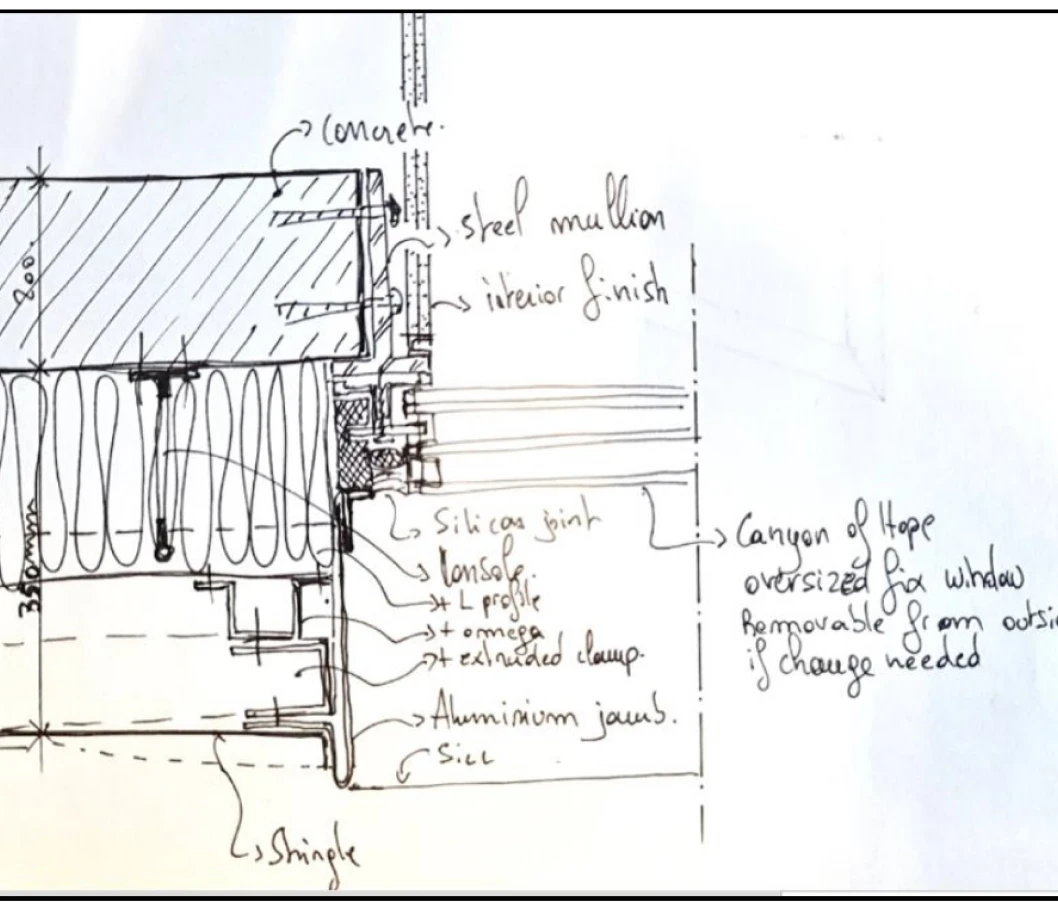 Concrete.
steel mullion
interior finish
200.
350mm
Silicon joint
Console.
+ L profile
+ omega
+ extruded clamp.
Aluminium jamb.
Sill
Shingle
Canyon of Hope
oversized fix window
Removable from outsi
if change needed